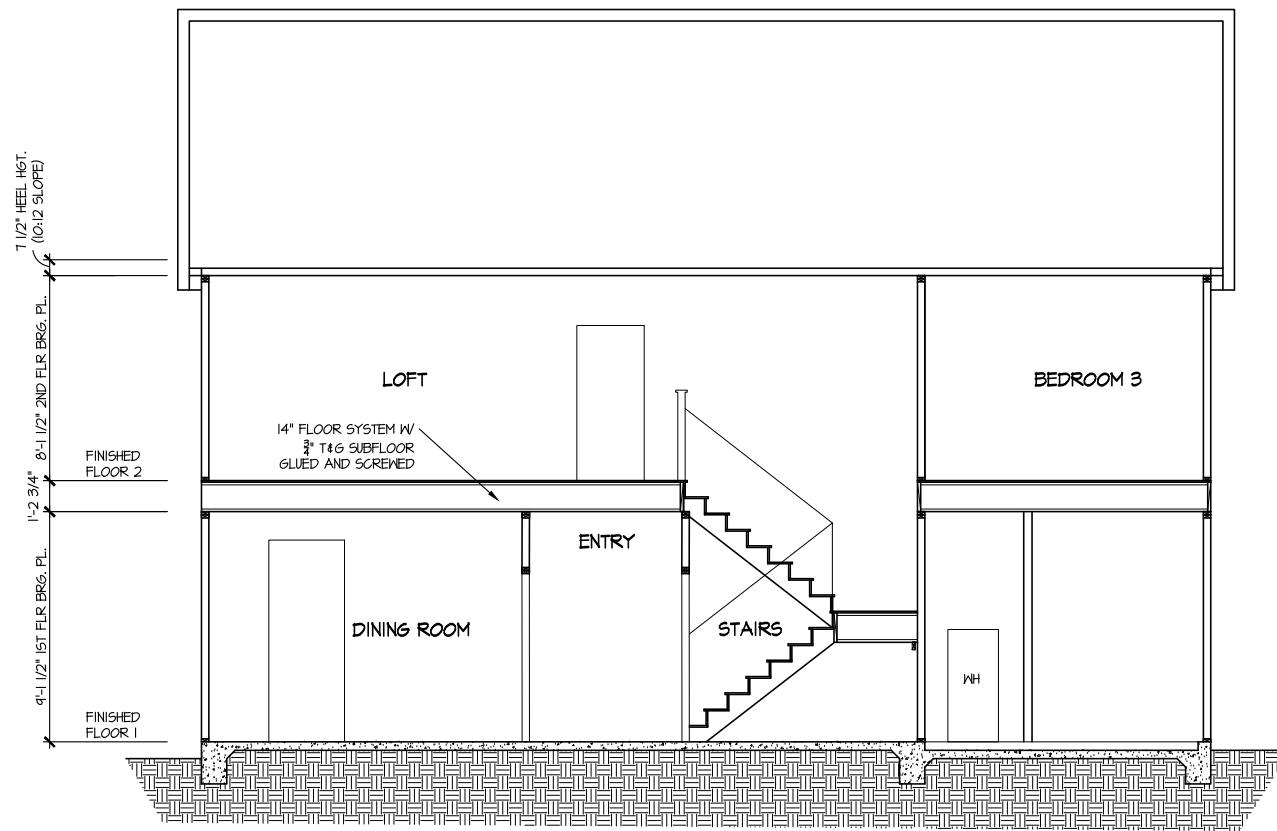 7 1/2" HEEL HGT.
(10:12 SLOPE)
8'-1 1/2" 2ND FLR BRG. PL.
LOFT
BEDROOM 3
14" FLOOR SYSTEM W/
3/4" T&G SUBFLOOR
GLUED AND SCREWED
FINISHED
FLOOR 2
1'-2 3/4"
ENTRY
9'-1 1/2" 1ST FLR BRG. PL.
DINING ROOM
STAIRS
WH
FINISHED
FLOOR 1